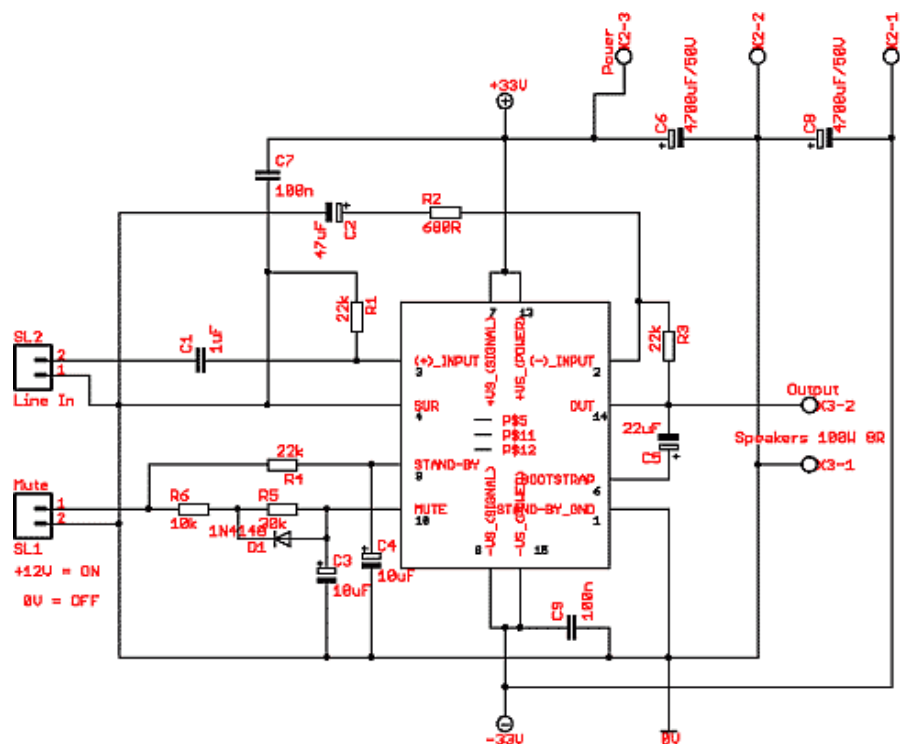 Power
X2-3
X2-2
X2-1
+33V
C6
4700uF/50V
C8
4700uF/50V
C7
100n
47uF
C2
R2
680R
22k
R1
7
13
22k
R3
SL2
2
1
Line In
C1
1uF
(+)_INPUT
3
+VS_(SIGNAL)
+VS_(POWER)
(-)_INPUT
2
SVR
4
OUT
14
Output
X3-2
P$5
P$11
P$12
22uF
C5
Speakers 100W 8R
X3-1
22k
R4
STAND-BY
9
BOOTSTRAP
6
Mute
1
2
SL1
R6
10k
R5
1N4148
D1
MUTE
10
STAND-BY_GND
1
-VS_(SIGNAL)
-VS_(POWER)
8
15
+12V = ON
0V = OFF
C3
10uF
C4
10uF
C9
100n
-33V
0V